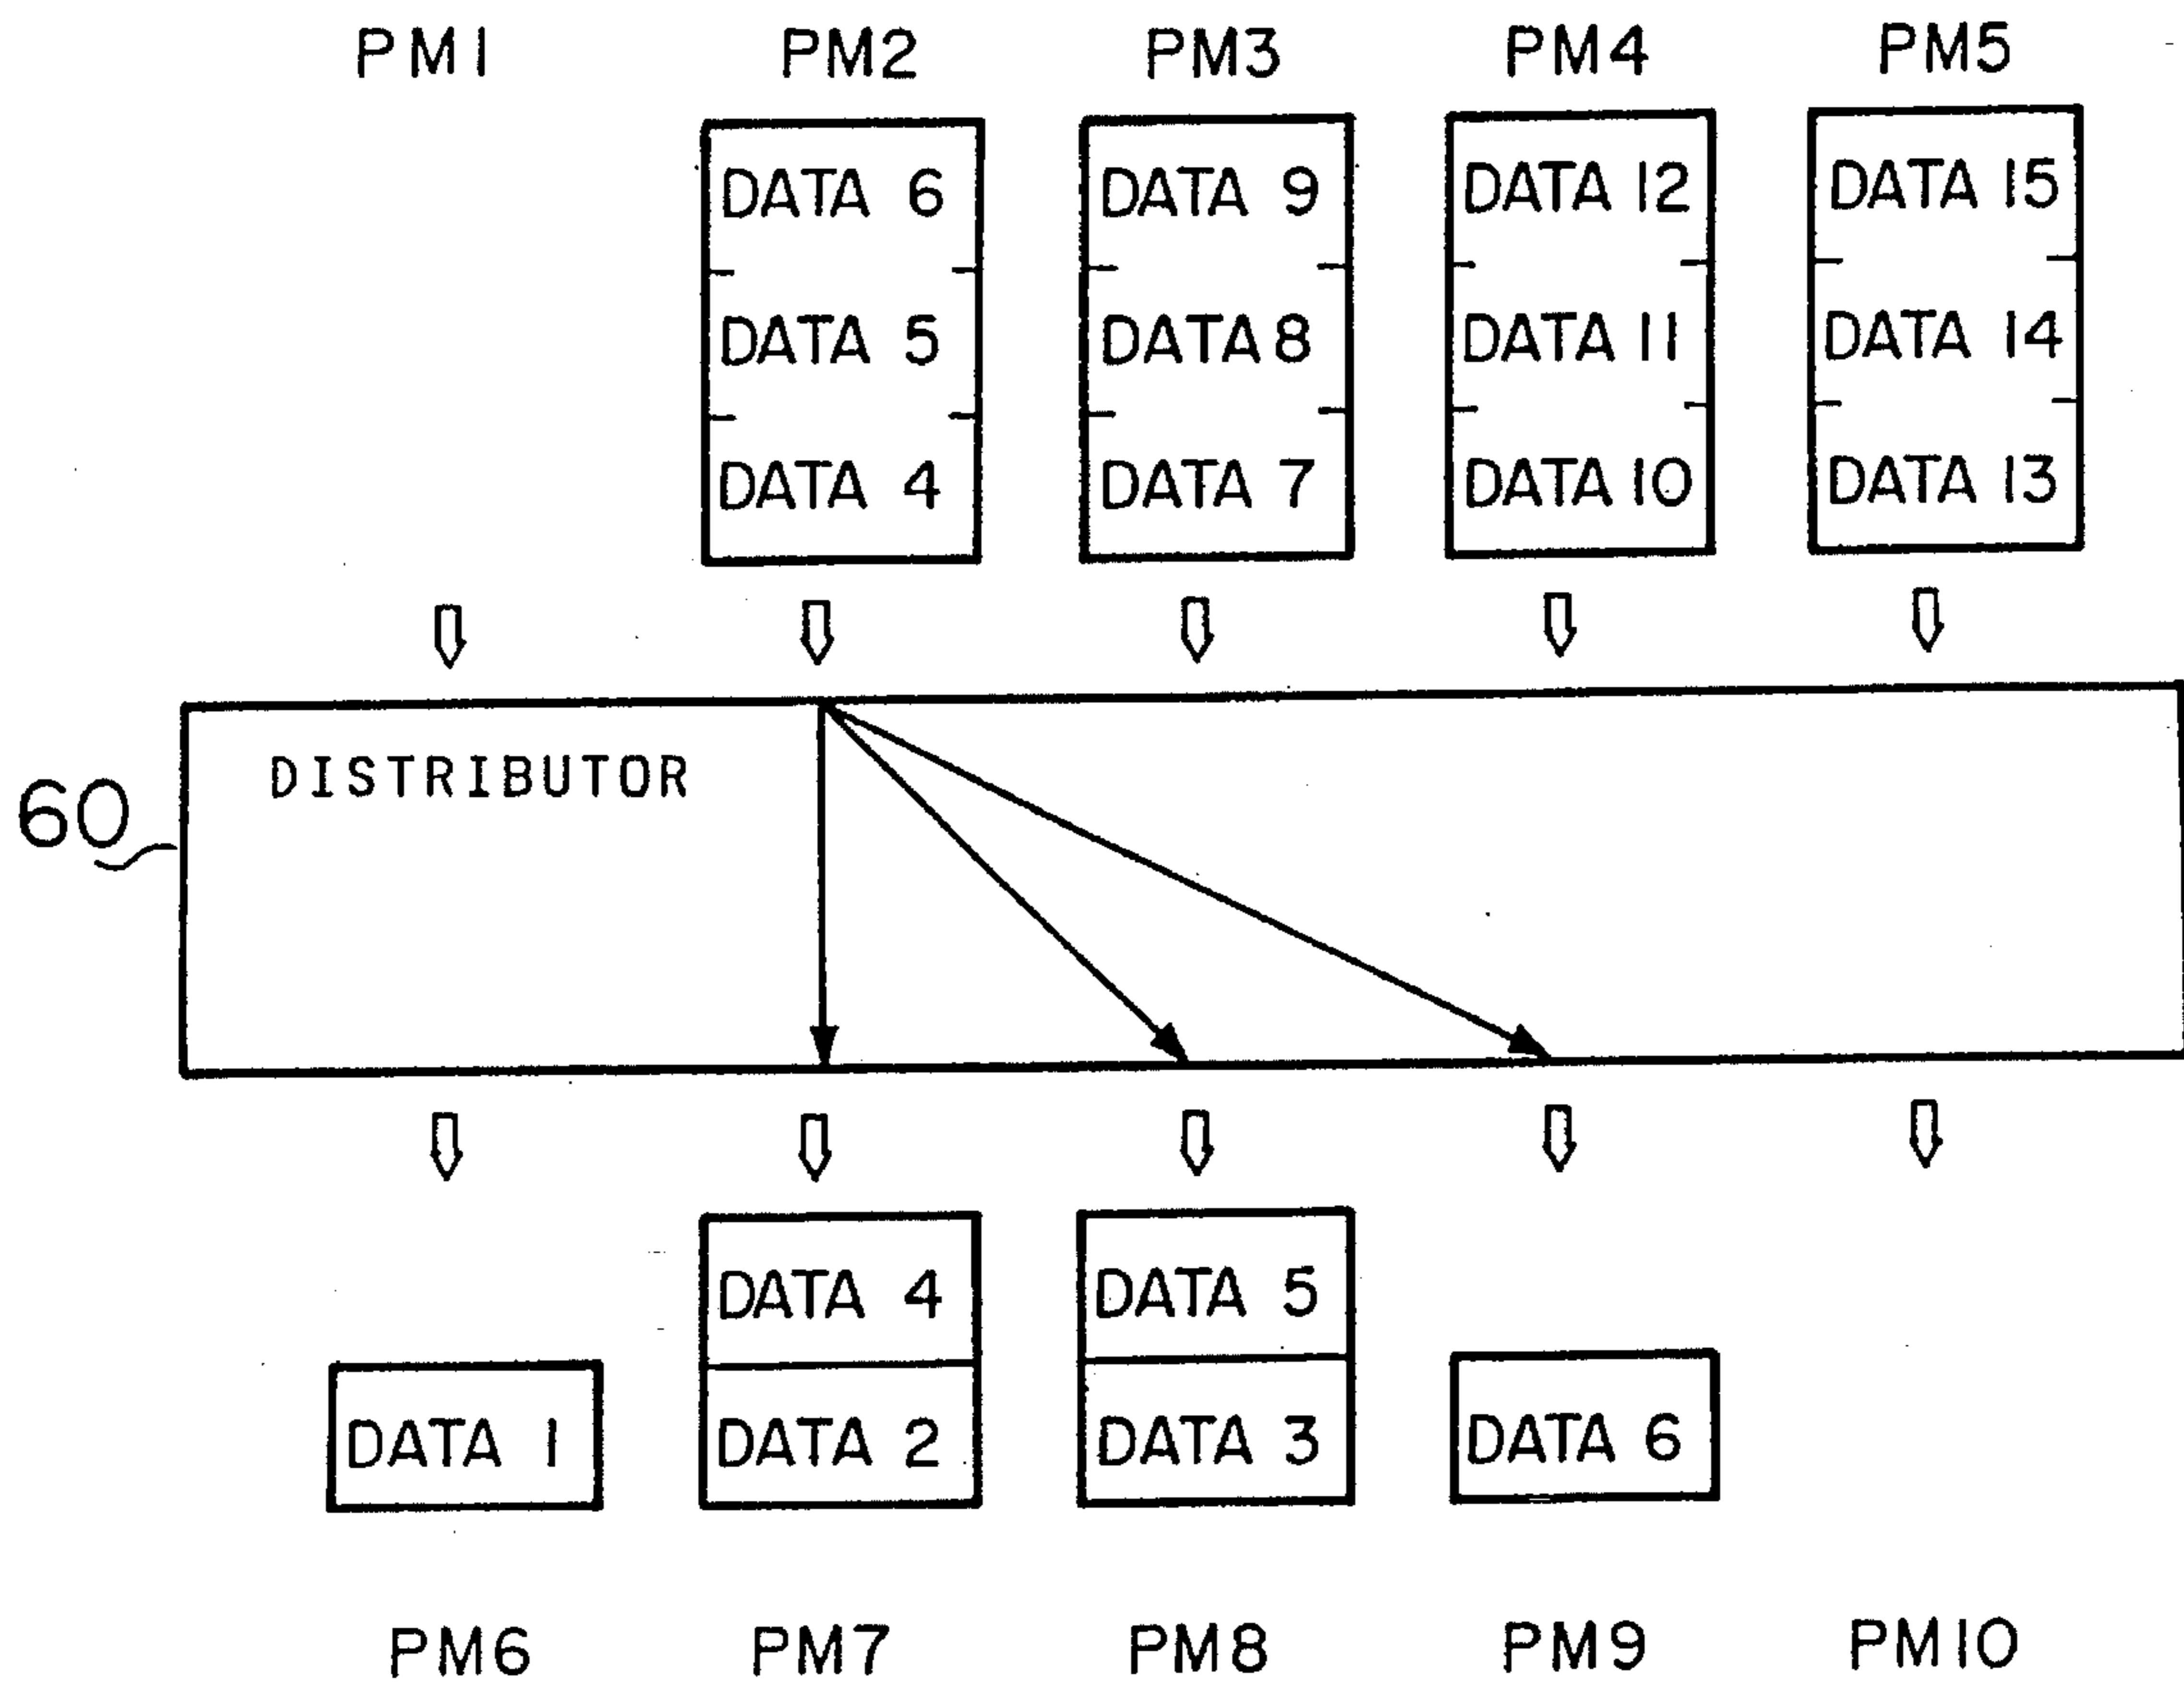 PM1 PM2 PM3 PM4 PM5
DATA 6 DATA 9 DATA 12 DATA 15
DATA 5 DATA 8 DATA 11 DATA 14
DATA 4 DATA 7 DATA 10 DATA 13
DISTRIBUTOR
60
DATA 4 DATA 5
DATA 1 DATA 2 DATA 3 DATA 6
PM6 PM7 PM8 PM9 PM10